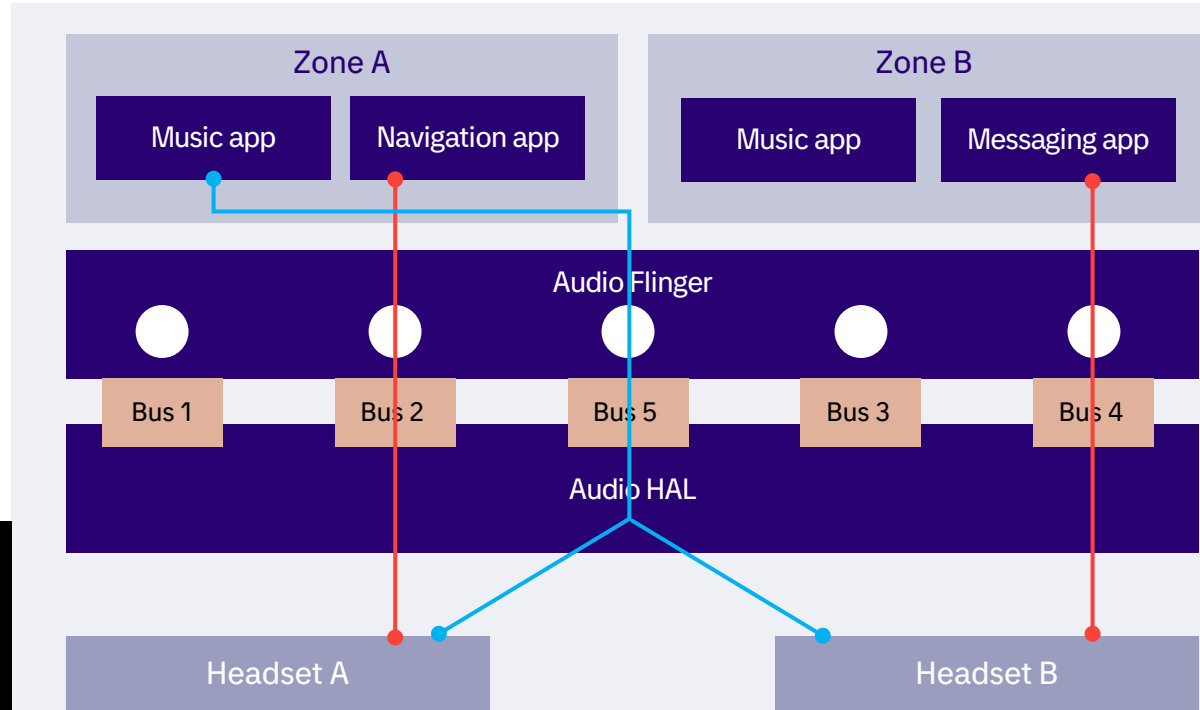 Zone A
Zone B
Music app
Navigation app
Music app
Messaging app
Audio Flinger
Bus 1
Bus 2
Bus 5
Bus 3
Bus 4
Audio HAL
Headset A
Headset B